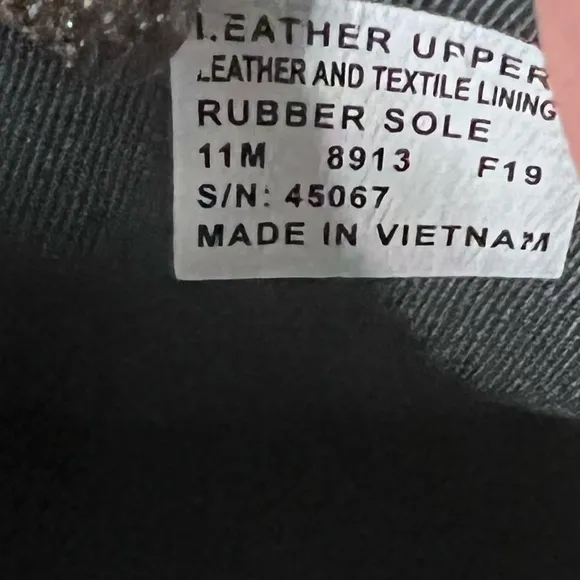 LEATHER UPPER
LEATHER AND TEXTILE LINING
RUBBER SOLE
11M 8913 F19
S/N: 45067
MADE IN VIETNAM